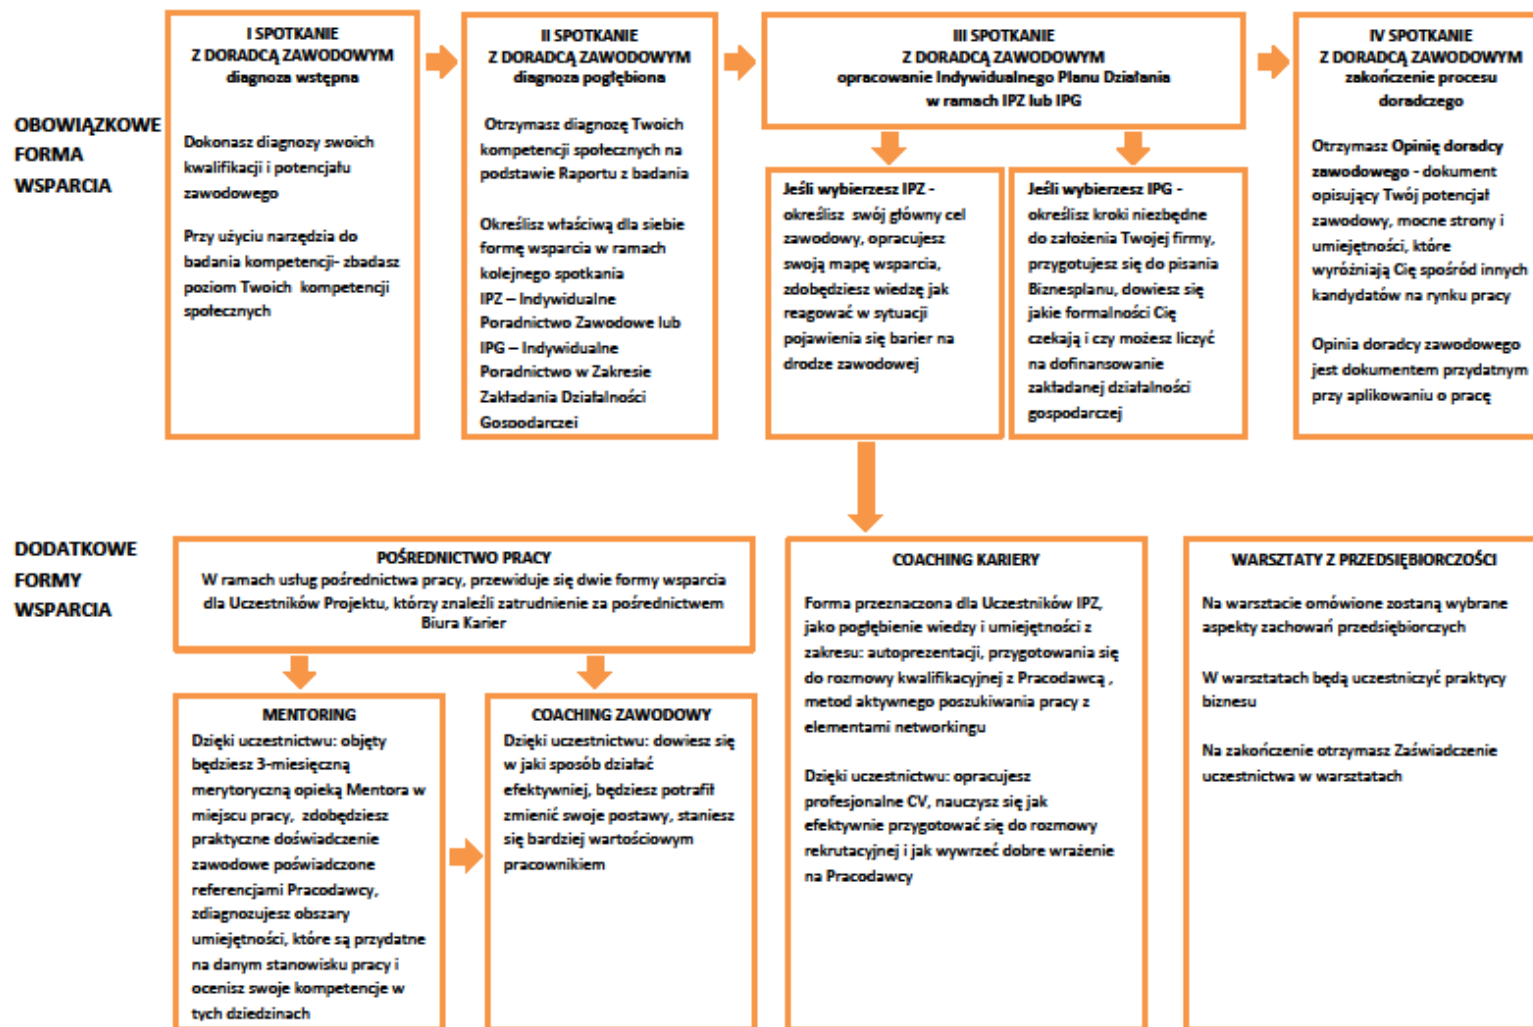 OBOWIĄZKOWE
FORMA
WSPARCIA
I SPOTKANIE
Z DORADCĄ ZAWODOWYM
diagnoza wstępna
Dokonasz diagnozy swoich
kwalifikacji i potencjału
zawodowego
Przy użyciu narzędzia do
badania kompetencji- zbadasz
poziom Twoich kompetencji
społecznych
II SPOTKANIE
Z DORADCĄ ZAWODOWYM
diagnoza pogłębiona
Otrzymasz diagnozę Twoich
kompetencji społecznych na
podstawie Raportu z badania
Określisz właściwą dla siebie
formę wsparcia w ramach
kolejnego spotkania
IPZ – Indywidualne
Poradnictwo Zawodowe lub
IPG – Indywidualne
Poradnictwo w Zakresie
Zakładania Działalności
Gospodarczej
III SPOTKANIE
Z DORADCĄ ZAWODOWYM
opracowanie Indywidualnego Planu Działania
w ramach IPZ lub IPG
Jeśli wybierzesz IPZ -
określisz swój główny cel
zawodowy, opracujesz
swoją mapę wsparcia,
zdobędziesz wiedzę jak
reagować w sytuacji
pojawienia się barier na
drodze zawodowej
Jeśli wybierzesz IPG -
określisz kroki niezbędne
do założenia Twojej firmy,
przygotujesz się do pisania
Biznesplanu, dowiesz się
jakie formalności Cię
czekają i czy możesz liczyć
na dofinansowanie
zakładanej działalności
gospodarczej
IV SPOTKANIE
Z DORADCĄ ZAWODOWYM
zakończenie procesu
doradczego
Otrzymasz Opinię doradcy
zawodowego - dokument
opisujący Twój potencjał
zawodowy, mocne strony i
umiejętności, które
wyróżniają Cię spośród innych
kandydatów na rynku pracy
Opinia doradcy zawodowego
jest dokumentem przydatnym
przy aplikowaniu o pracę
DODATKOWE
FORMY
WSPARCIA
POŚREDNICTWO PRACY
W ramach usług pośrednictwa pracy, przewiduje się dwie formy wsparcia
dla Uczestników Projektu, którzy znaleźli zatrudnienie za pośrednictwem
Biura Karier
MENTORING
Dzięki uczestnictwu: objęty
będziesz 3-miesięczną
merytoryczną opieką Mentora w
miejscu pracy, zdobędziesz
praktyczne doświadczenie
zawodowe poświadczone
referencjami Pracodawcy,
zdiagnozujesz obszary
umiejętności, które są przydatne
na danym stanowisku pracy i
ocenisz swoje kompetencje w
tych dziedzinach
COACHING ZAWODOWY
Dzięki uczestnictwu: dowiesz się
w jaki sposób działać
efektywniej, będziesz potrafił
zmienić swoje postawy, staniesz
się bardziej wartościowym
pracownikiem
COACHING KARIERY
Forma przeznaczona dla Uczestników IPZ,
jako pogłębienie wiedzy i umiejętności z
zakresu: autoprezentacji, przygotowania się
do rozmowy kwalifikacyjnej z Pracodawcą ,
metod aktywnego poszukiwania pracy z
elementami networkingu
Dzięki uczestnictwu: opracujesz
profesjonalne CV, nauczysz się jak
efektywnie przygotować się do rozmowy
rekrutacyjnej i jak wywrzeć dobre wrażenie
na Pracodawcy
WARSZTATY Z PRZEDSIĘBIORCZOŚCI
Na warsztacie omówione zostaną wybrane
aspekty zachowań przedsiębiorczych
W warsztatach będą uczestniczyć praktycy
biznesu
Na zakończenie otrzymasz Zaświadczenie
uczestnictwa w warsztatach